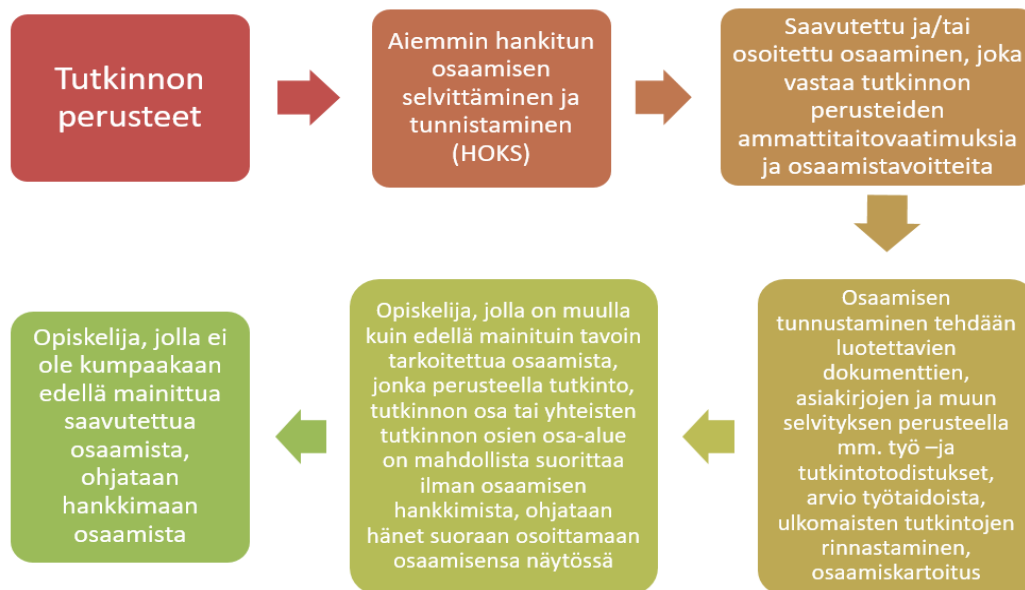 Tutkinnon
perusteet
Aiemmin hankitun
osaamisen
selvittäminen ja
tunnistaminen
(HOKS)
Saavutettu ja/tai
osoitettu osaaminen, joka
vastaa tutkinnon
perusteiden
ammattitaitovaatimuksia
ja osaamistavoitteita
Osaamisen
tunnustaminen tehdään
luotettavien
dokumenttien,
asiakirjojen ja muun
selvityksen perusteella
mm. työ –ja
tutkintotodistukset,
arvio työtaidoista,
ulkomaisten tutkintojen
rinnastaminen,
osaamiskartoitus
Opiskelija, jolla on muulla
kuin edellä mainituin tavoin
tarkoitettua osaamista,
jonka perusteella tutkinto,
tutkinnon osa tai yhteisten
tutkinnon osien osa-alue
on mahdollista suorittaa
ilman osaamisen
hankkimista, ohjataan
hänet suoraan osoittamaan
osaamisensa näytössä
Opiskelija, jolla ei
ole kumpaakaan
edellä mainittua
saavutettua
osaamista,
ohjataan
hankkimaan
osaamista